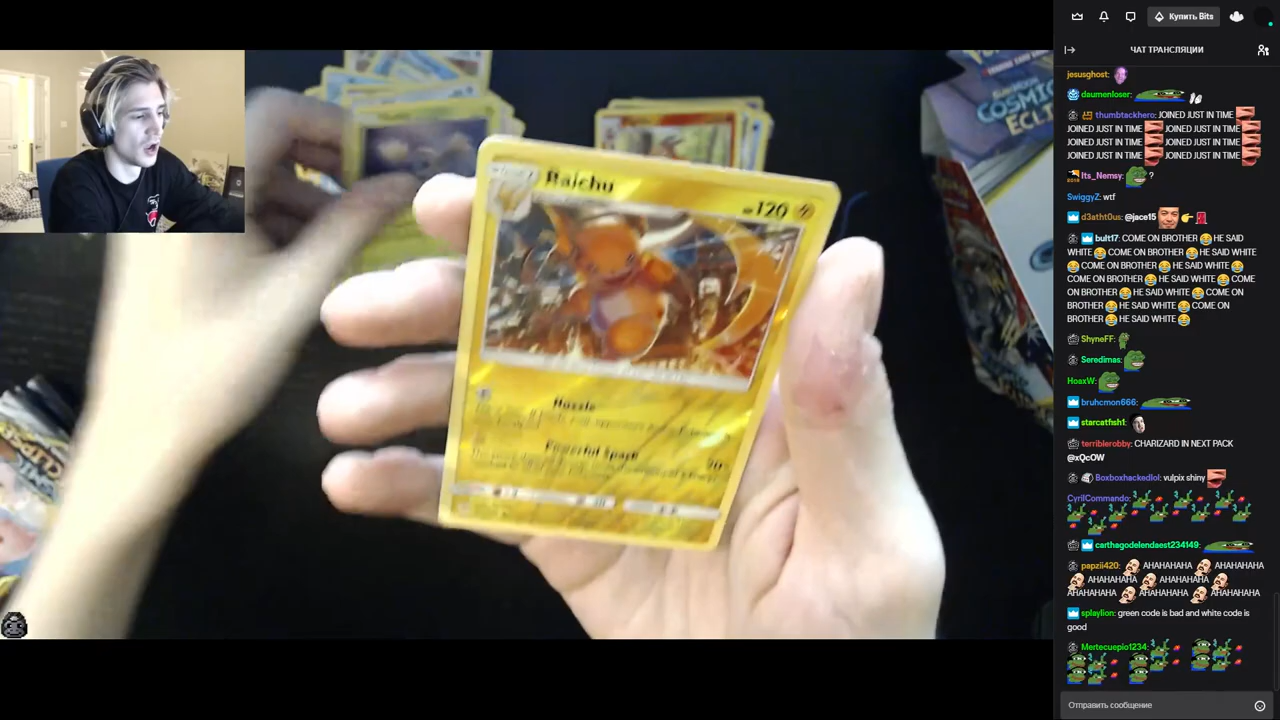 Купить Bits
ЧАТ ТРАНСЛЯЦИИ
COSMIC
ECLI
Raichu
120
Nuzzle
Powerful Spark
20
jesusghost:
daumenloser:
thumbtackhero: JOINED JUST IN TIME
JOINED JUST IN TIME JOINED JUST IN TIME
JOINED JUST IN TIME JOINED JUST IN TIME
JOINED JUST IN TIME JOINED JUST IN TIME
Its_Nemsy: ?
SwiggyZ: wtf
d3atht0us: @jace15
bult17: COME ON BROTHER HE SAID
WHITE COME ON BROTHER HE SAID WHITE
COME ON BROTHER HE SAID WHITE
COME ON BROTHER HE SAID WHITE COME
ON BROTHER HE SAID WHITE COME ON
BROTHER HE SAID WHITE COME ON
BROTHER HE SAID WHITE
ShyneFF:
Seredimas:
HoaxW:
bruhcmon666:
starcatfish1:
terriblerobby: CHARIZARD IN NEXT PACK
@xQcOW
Boxboxhackedlol: vulpix shiny
CyrilCommando:
carthagodelendaest234149:
papzii420: AHAHAHAHA AHAHAHAHA
AHAHAHAHA AHAHAHAHA
AHAHAHAHA AHAHAHAHA
splaylion: green code is bad and white code is
good
Mertecuepio1234:
Отправить сообщение